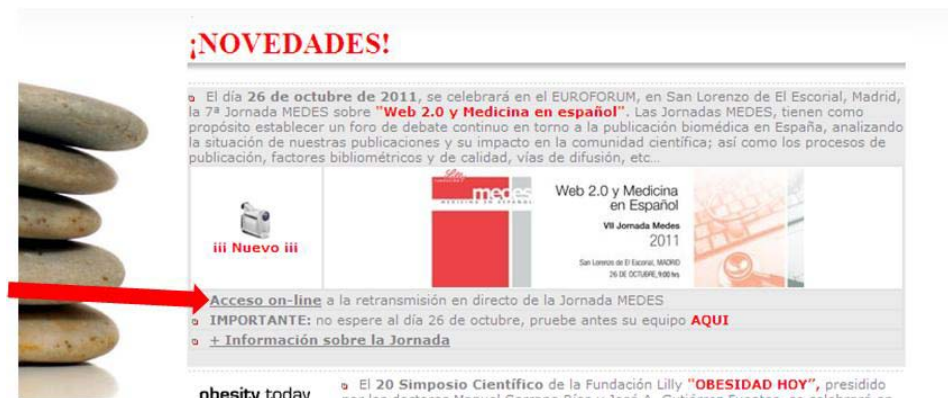 ¡NOVEDADES!
El día 26 de octubre de 2011, se celebrará en el EUROFORUM, en San Lorenzo de El Escorial, Madrid,
la 7ª Jornada MEDES sobre "Web 2.0 y Medicina en español". Las Jornadas MEDES, tienen como
propósito establecer un foro de debate continuo en torno a la publicación biomédica en España, analizando
la situación de nuestras publicaciones y su impacto en la comunidad científica; así como los procesos de
publicación, factores bibliométricos y de calidad, vías de difusión, etc...
¡¡¡ Nuevo ¡¡¡
Lilly
medes
MEDICINA EN ESPAÑOL
Web 2.0 y Medicina
en Español
VII Jornada Medes
2011
San Lorenzo de El Escorial, MADRID
26 DE OCTUBRE, 9:00 hrs
Acceso on-line a la retransmisión en directo de la Jornada MEDES
IMPORTANTE: no espere al día 26 de octubre, pruebe antes su equipo AQUI
+ Información sobre la Jornada
obesity today
El 20 Simposio Científico de la Fundación Lilly "OBESIDAD HOY", presidido